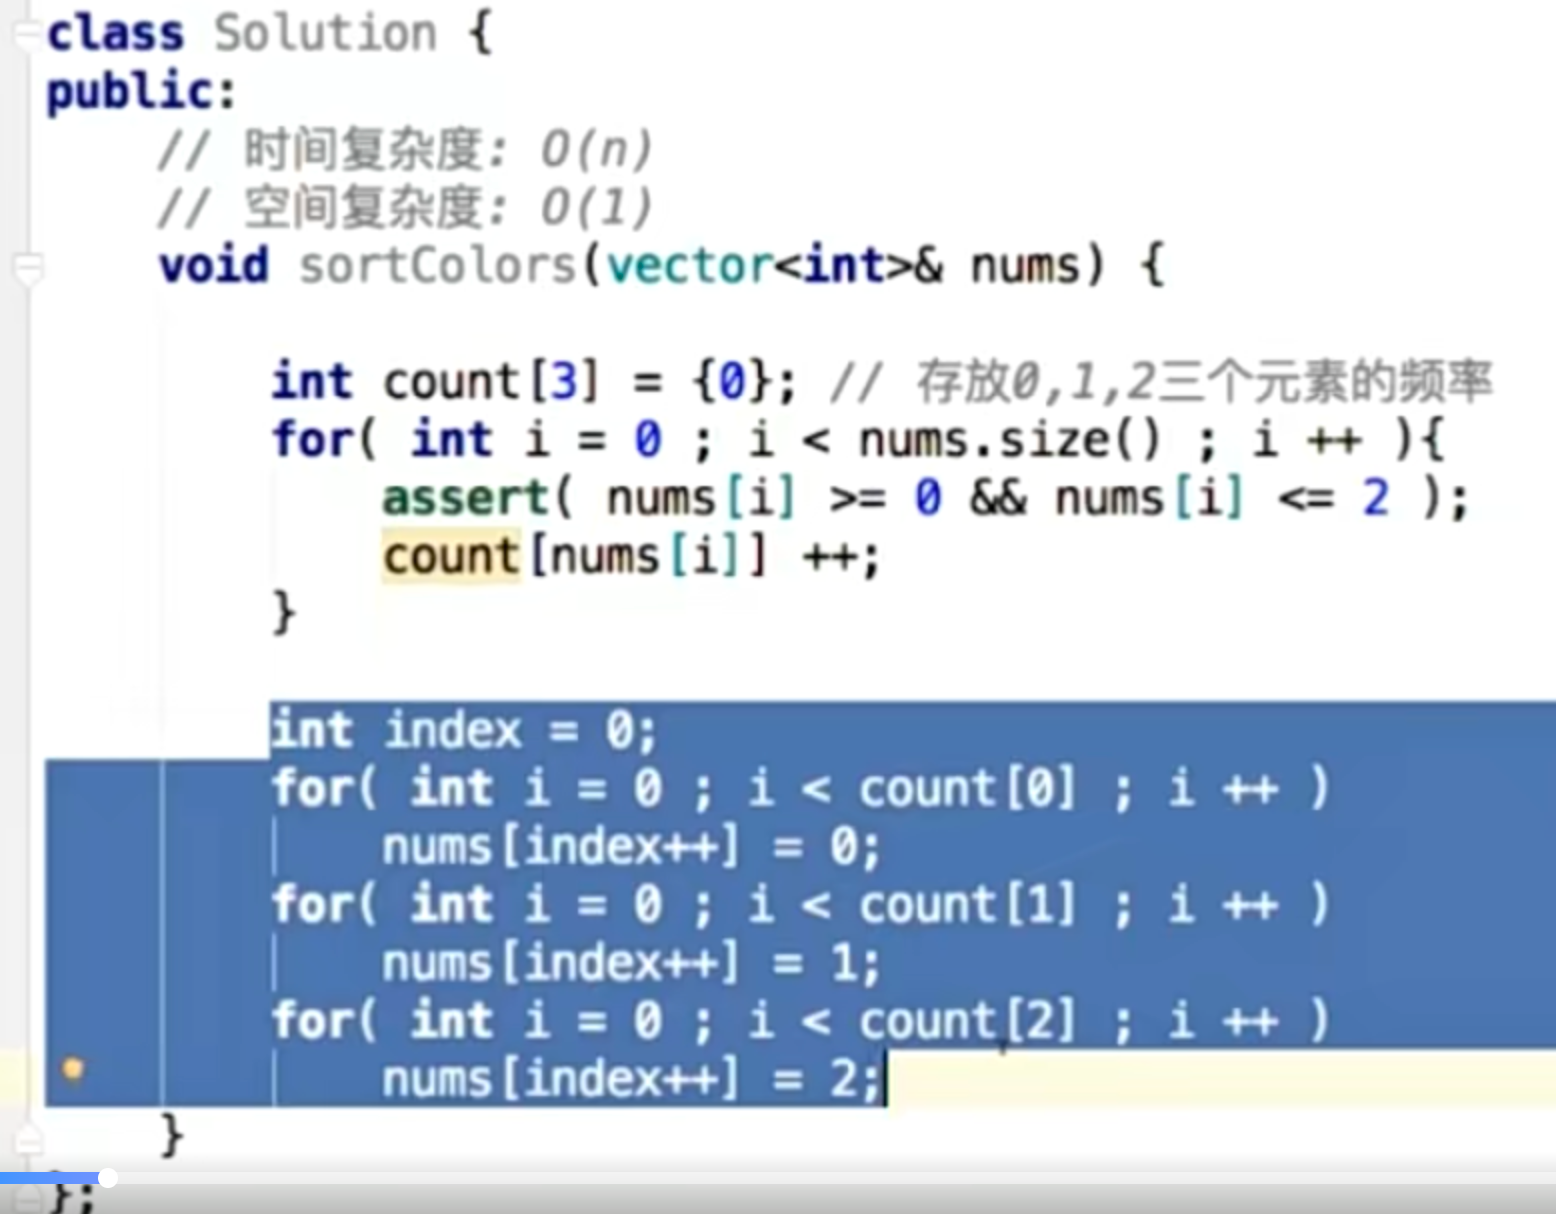 class Solution {
public:
// 时间复杂度: O(n)
// 空间复杂度: O(1)
void sortColors(vector<int>& nums) {
int count[3] = {0}; // 存放0,1,2三个元素的频率
for( int i = 0 ; i < nums.size() ; i ++ ){
assert( nums[i] >= 0 && nums[i] <= 2 );
count[nums[i]] ++;
}
int index = 0;
for( int i = 0 ; i < count[0] ; i ++ )
nums[index++] = 0;
for( int i = 0 ; i < count[1] ; i ++ )
nums[index++] = 1;
for( int i = 0 ; i < count[2] ; i ++ )
nums[index++] = 2;
}
};